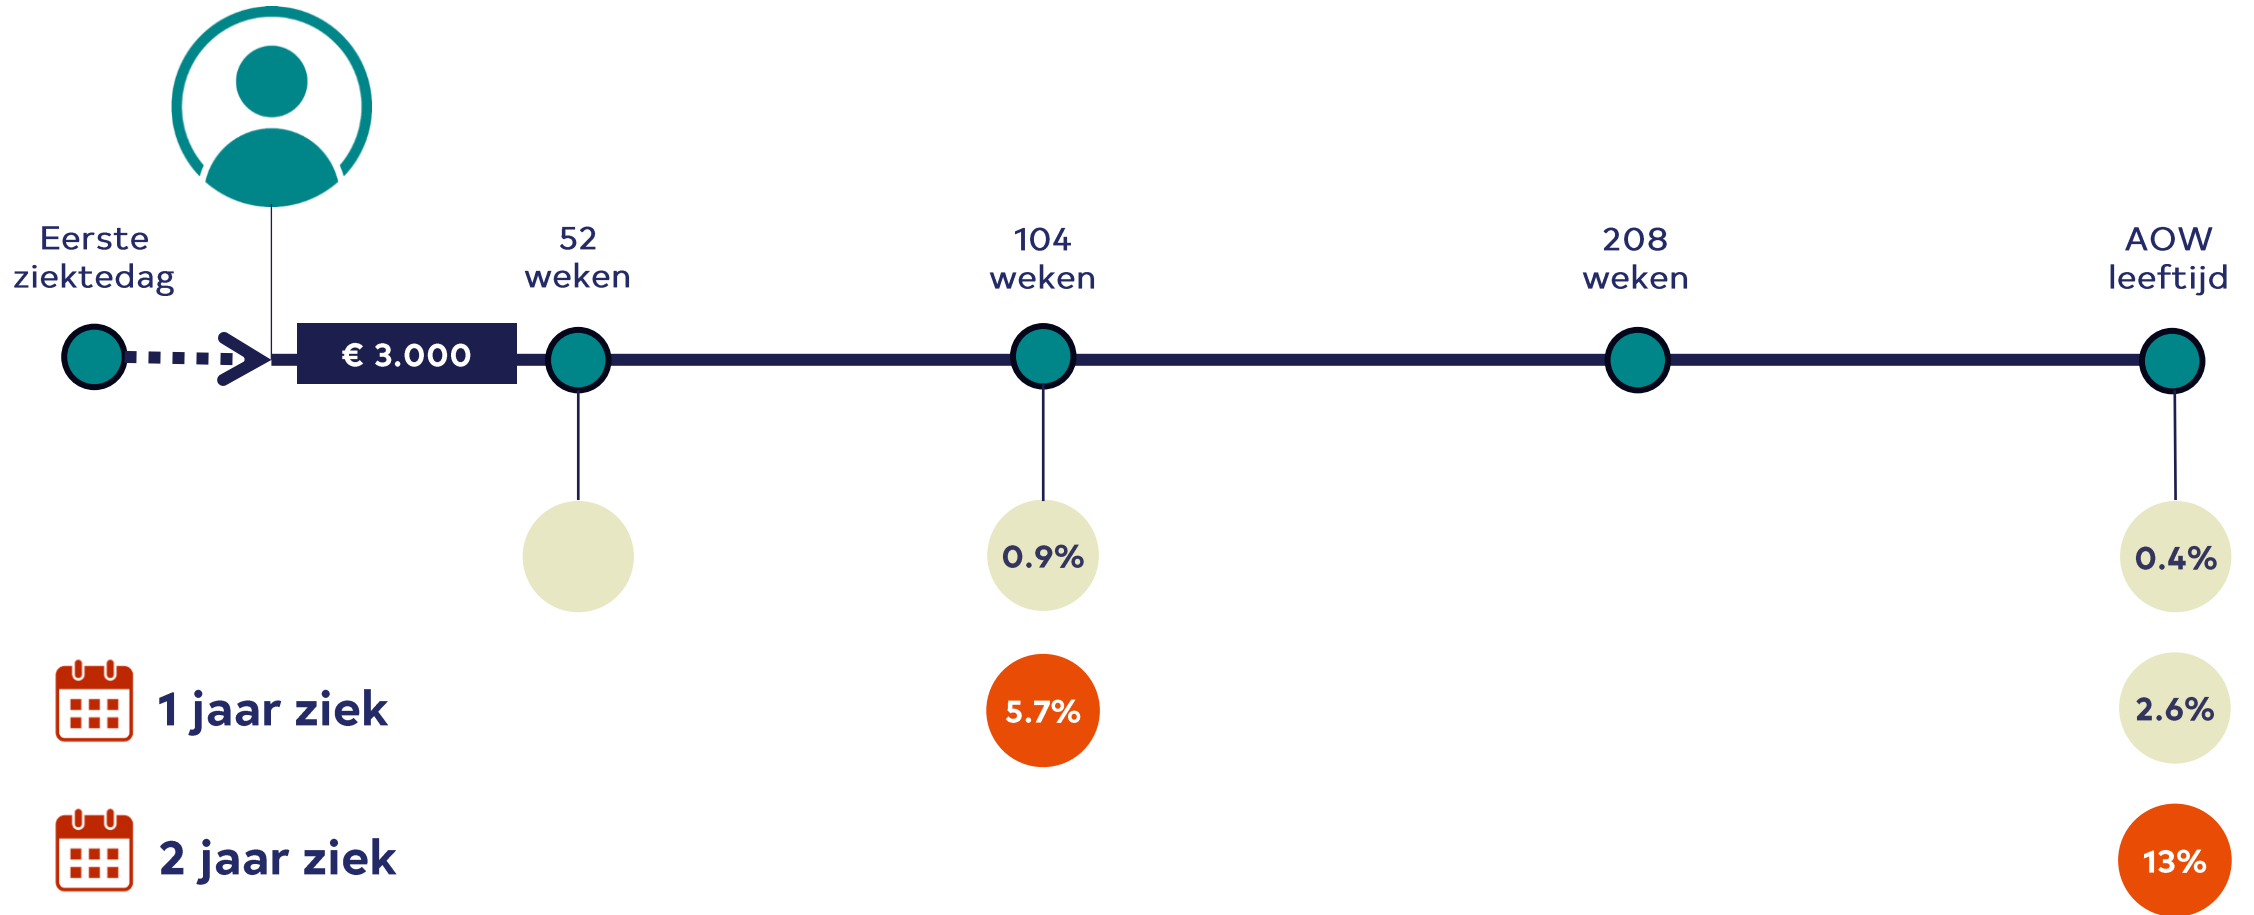 Eerste
ziektedag
52
weken
104
weken
208
weken
AOW
leeftijd
€ 3.000
0.9%
0.4%
1 jaar ziek
5.7%
2.6%
2 jaar ziek
13%